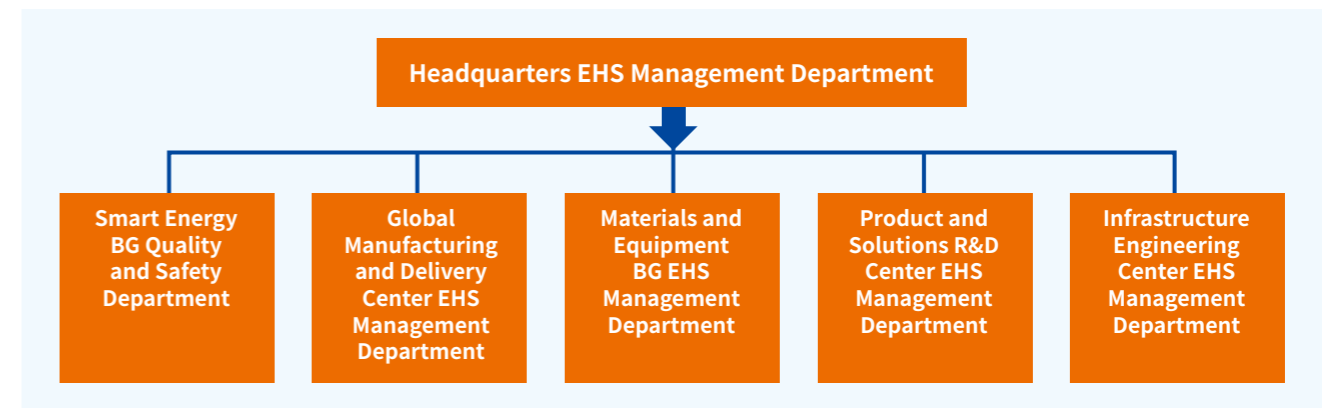 Headquarters EHS Management Department
Smart Energy
BG Quality
and Safety
Department
Global
Manufacturing
and Delivery
Center EHS
Management
Department
Materials and
Equipment
BG EHS
Management
Department
Product and
Solutions R&D
Center EHS
Management
Department
Infrastructure
Engineering
Center EHS
Management
Department